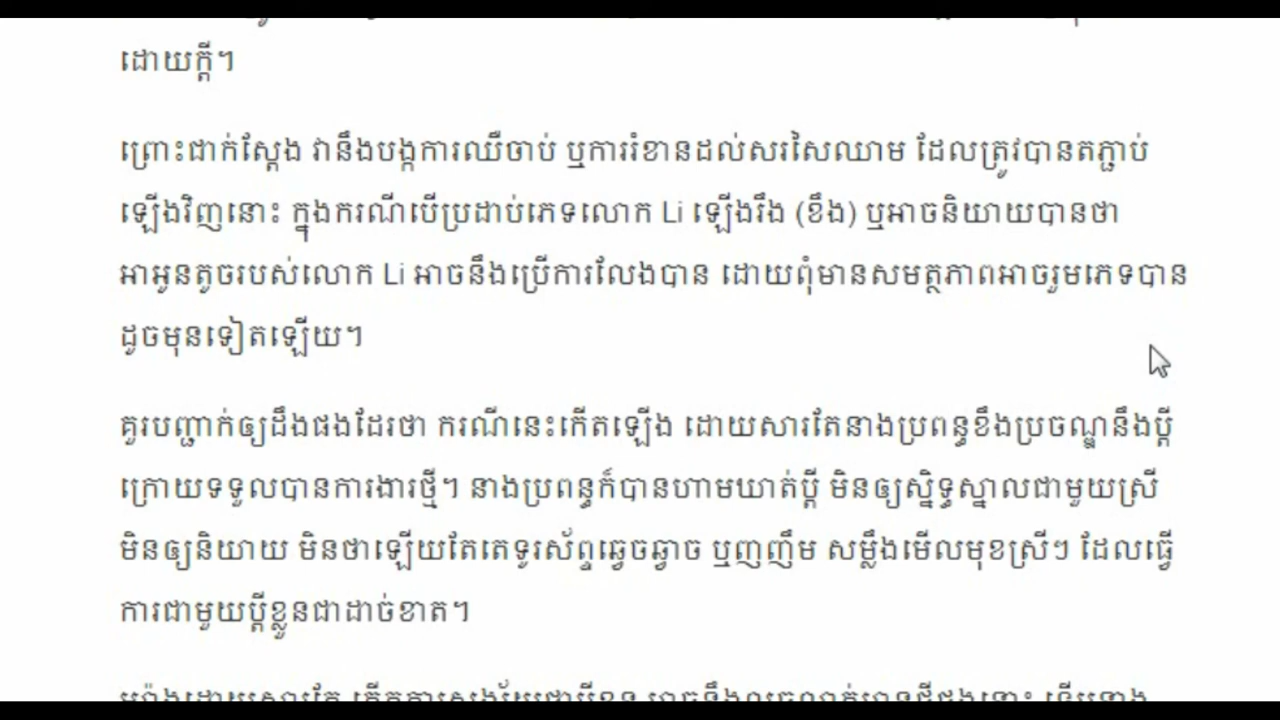 ដោយក្ដី។
ព្រោះជាក់ស្ដែង វានឹងបង្កការឈឺចាប់ ឬការរំខានដល់សរសៃឈាម ដែលត្រូវបានតភ្ជាប់
ឡើងវិញនោះ ក្នុងករណីបើប្រដាប់ភេទលោក Li ឡើងរឹង (ខឹង) ឬអាចនិយាយបានថា
អាអូនតូចរបស់លោក Li អាចនឹងប្រើការលែងបាន ដោយពុំមានសមត្ថភាពអាចរួមភេទបាន
ដូចមុនទៀតឡើយ។
គួរបញ្ជាក់ឲ្យដឹងផងដែរថា ករណីនេះកើតឡើង ដោយសារតែនាងប្រពន្ធខឹងប្រចណ្ឌនឹងប្ដី
ក្រោយទទួលបានការងារថ្មី។ នាងប្រពន្ធក៏បានហាមឃាត់ប្ដី មិនឲ្យស្និទ្ធស្នាលជាមួយស្រី
មិនឲ្យនិយាយ មិនថាឡើយតែតេទូរស័ព្ទឆ្វេចឆ្វាច ឬញញឹម សម្លឹងមើលមុខស្រីៗ ដែលធ្វើ
ការជាមួយប្ដីខ្លួនជាដាច់ខាត។